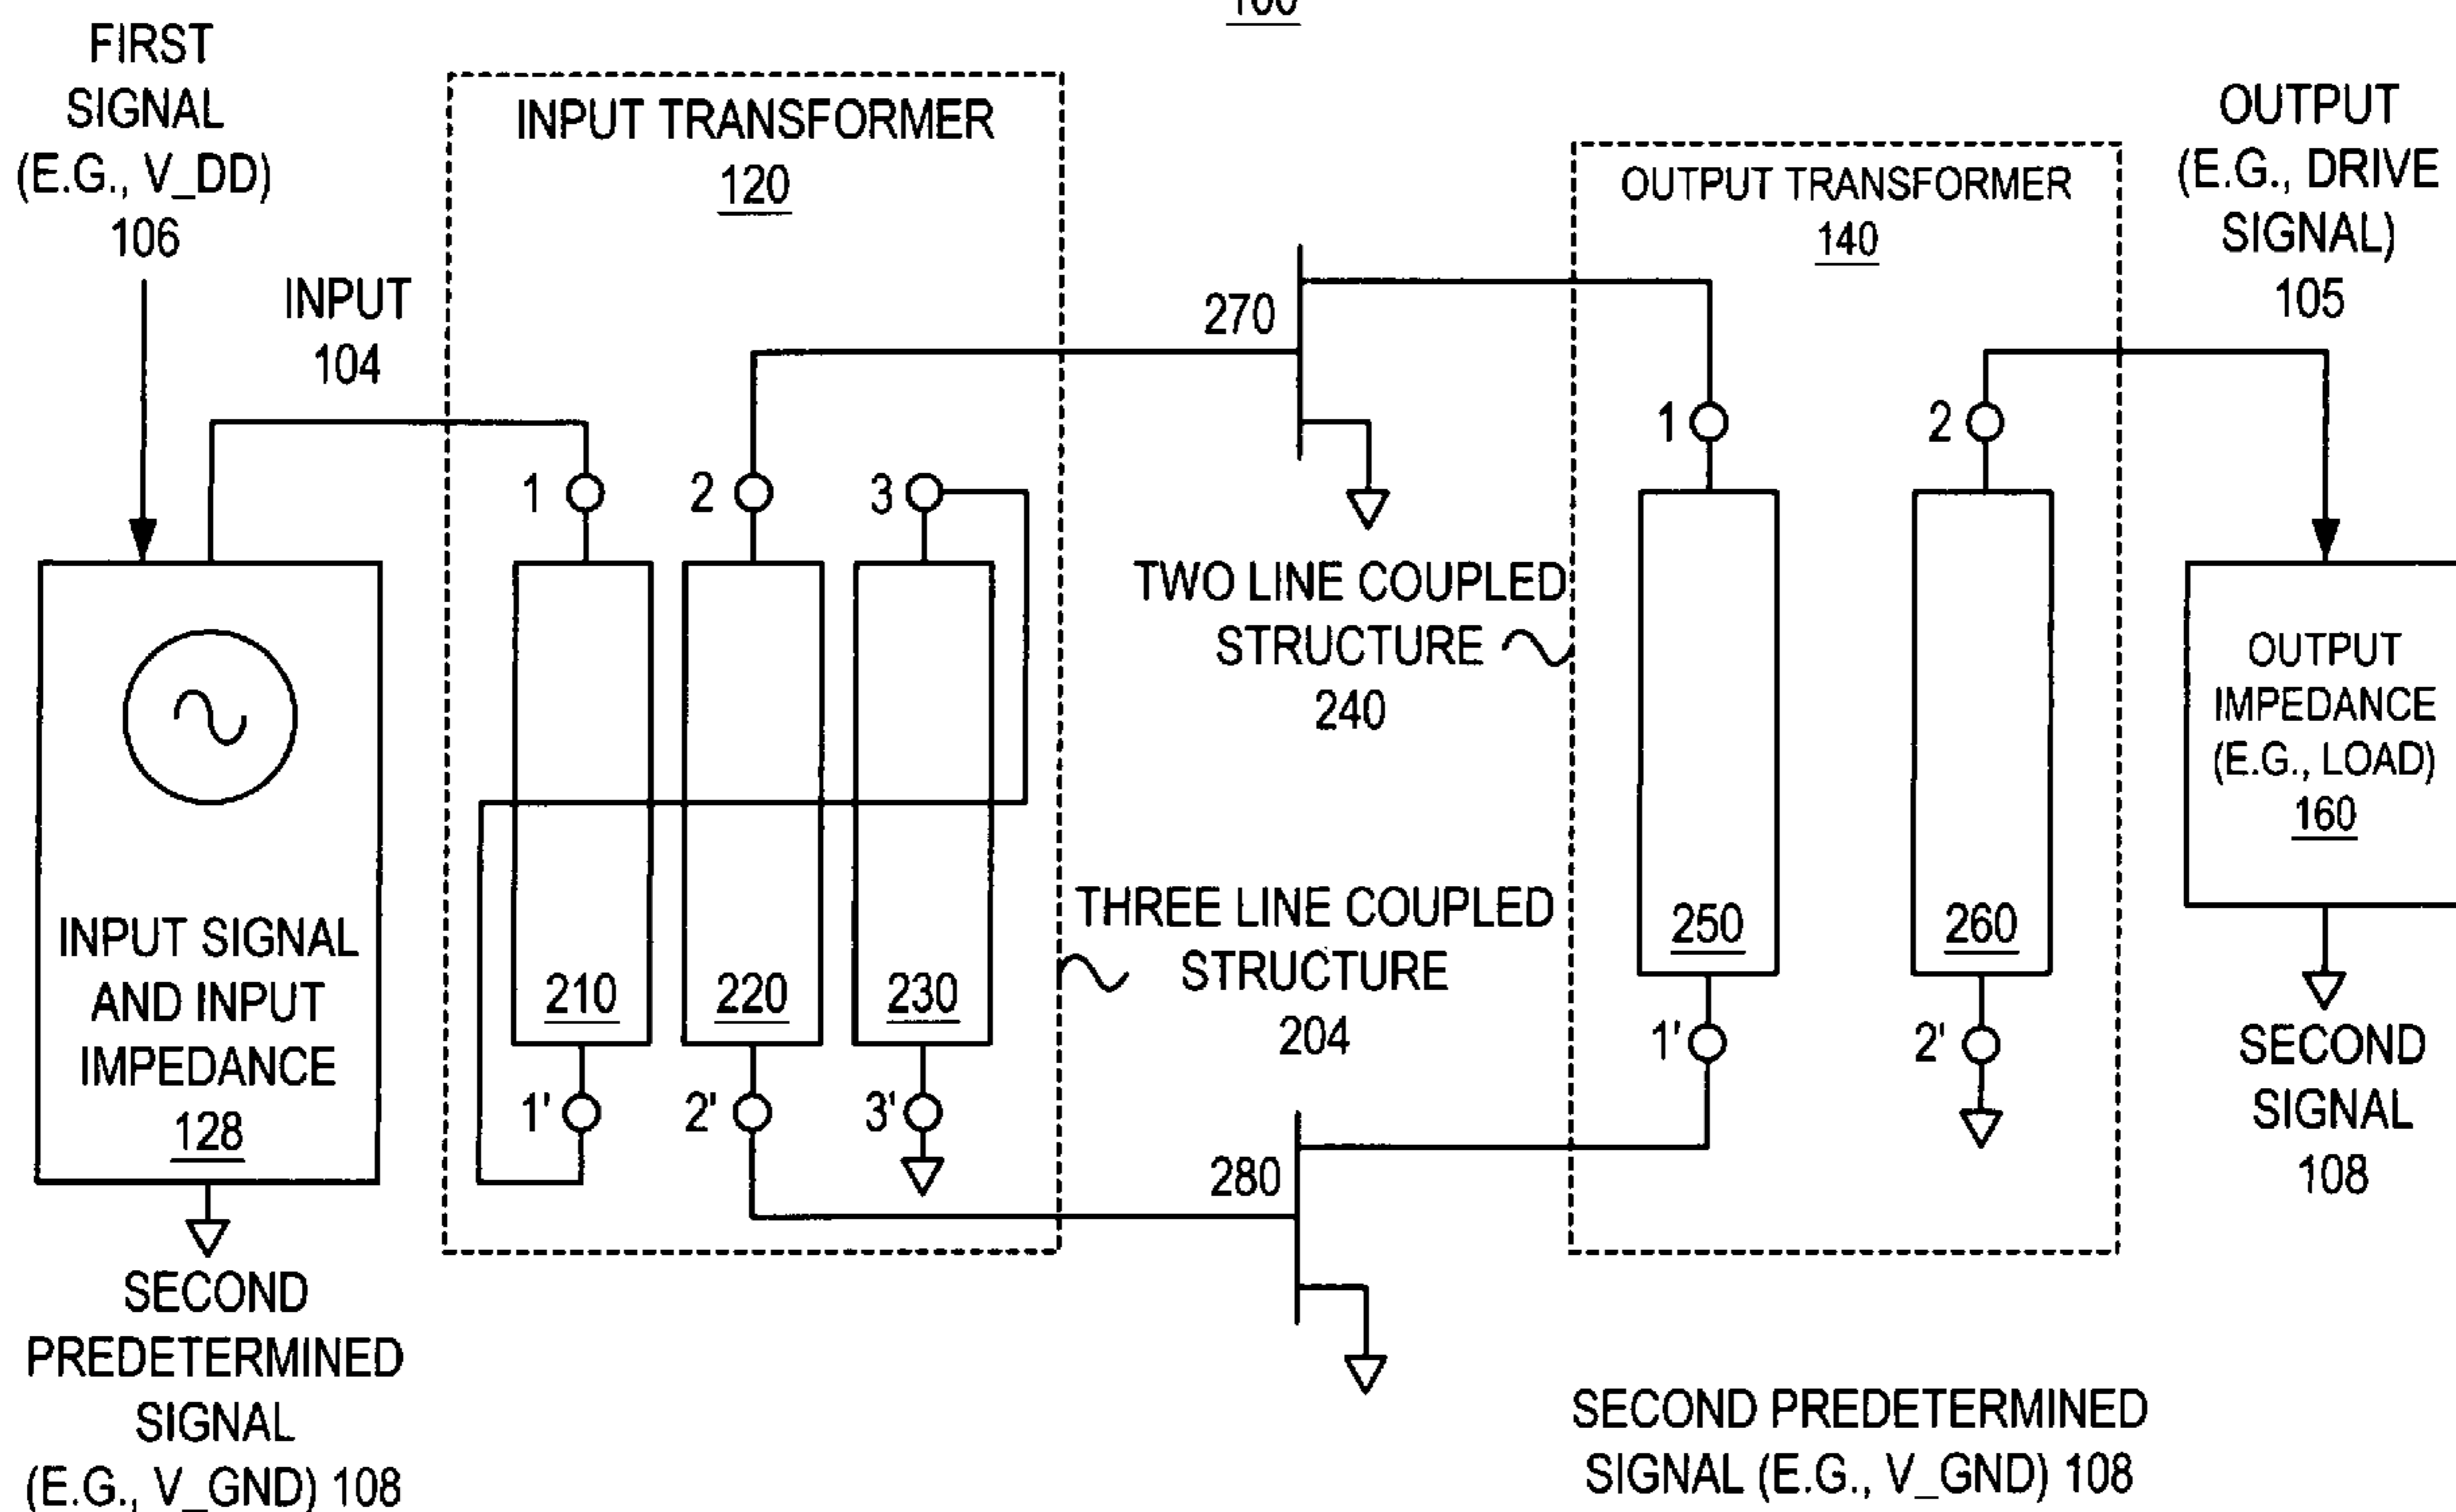 FIRST
SIGNAL
(E.G., V_DD)
106
INPUT
104
INPUT TRANSFORMER
120
OUTPUT TRANSFORMER
140
OUTPUT
(E.G., DRIVE
SIGNAL)
105
270
1
2
3
1
2
TWO LINE COUPLED
STRUCTURE
240
THREE LINE COUPLED
STRUCTURE
204
INPUT SIGNAL
AND INPUT
IMPEDANCE
128
210
220
230
1'
2'
3'
250
260
1'
2'
280
OUTPUT
IMPEDANCE
(E.G., LOAD)
160
SECOND
SIGNAL
108
SECOND
PREDETERMINED
SIGNAL
(E.G., V_GND) 108
SECOND PREDETERMINED
SIGNAL (E.G., V_GND) 108